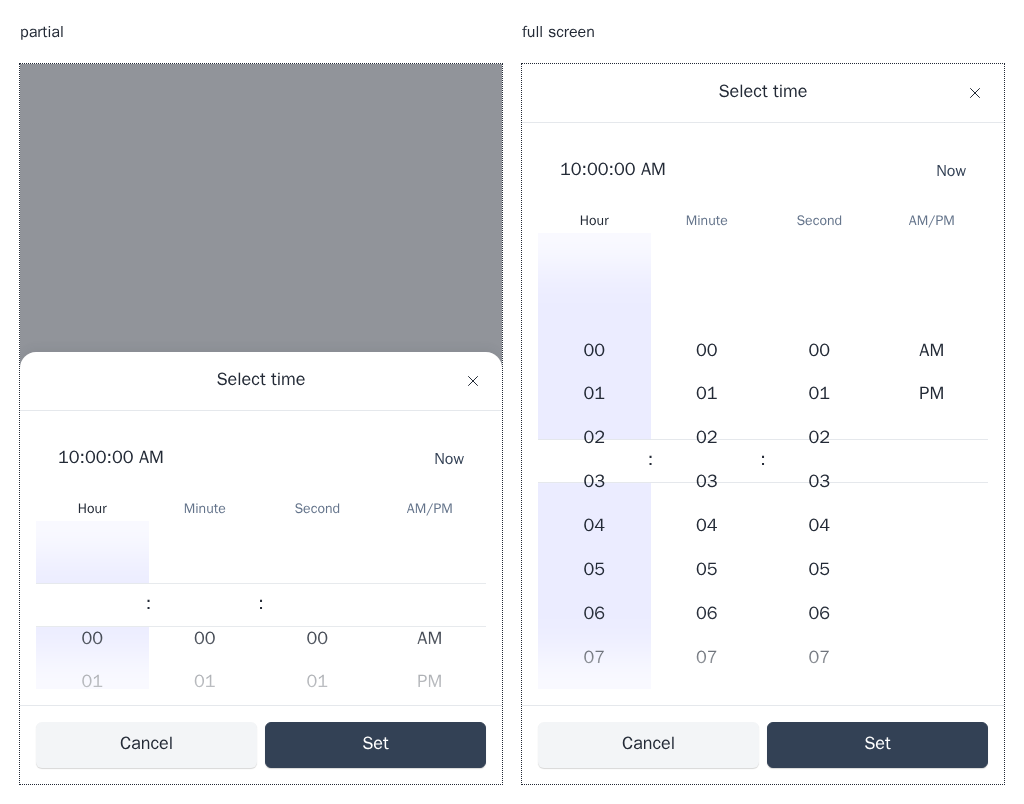 partial
Select time
10:00:00 AM
Now
Hour Minute Second AM/PM
: :
00 00 00 AM
01 01 01 PM
Cancel Set
full screen
Select time
10:00:00 AM
Now
Hour Minute Second AM/PM
00 00 00 AM
01 01 01 PM
02 02 02
: :
03 03 03
04 04 04
05 05 05
06 06 06
07 07 07
Cancel Set